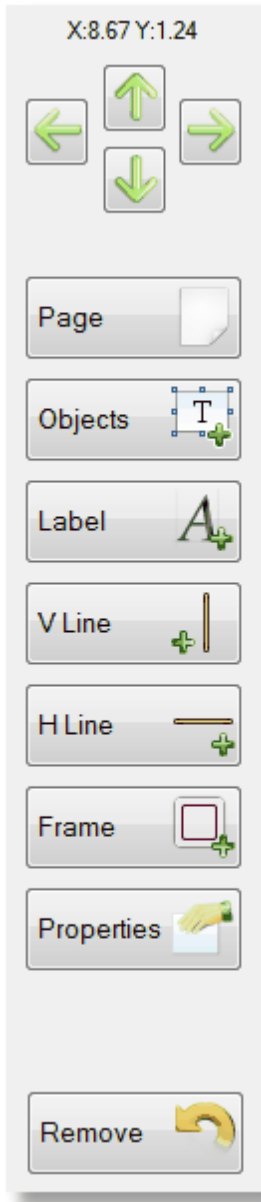 X:8.67 Y:1.24
Page
Objects
T
Label
A
V Line
H Line
Frame
Properties
Remove